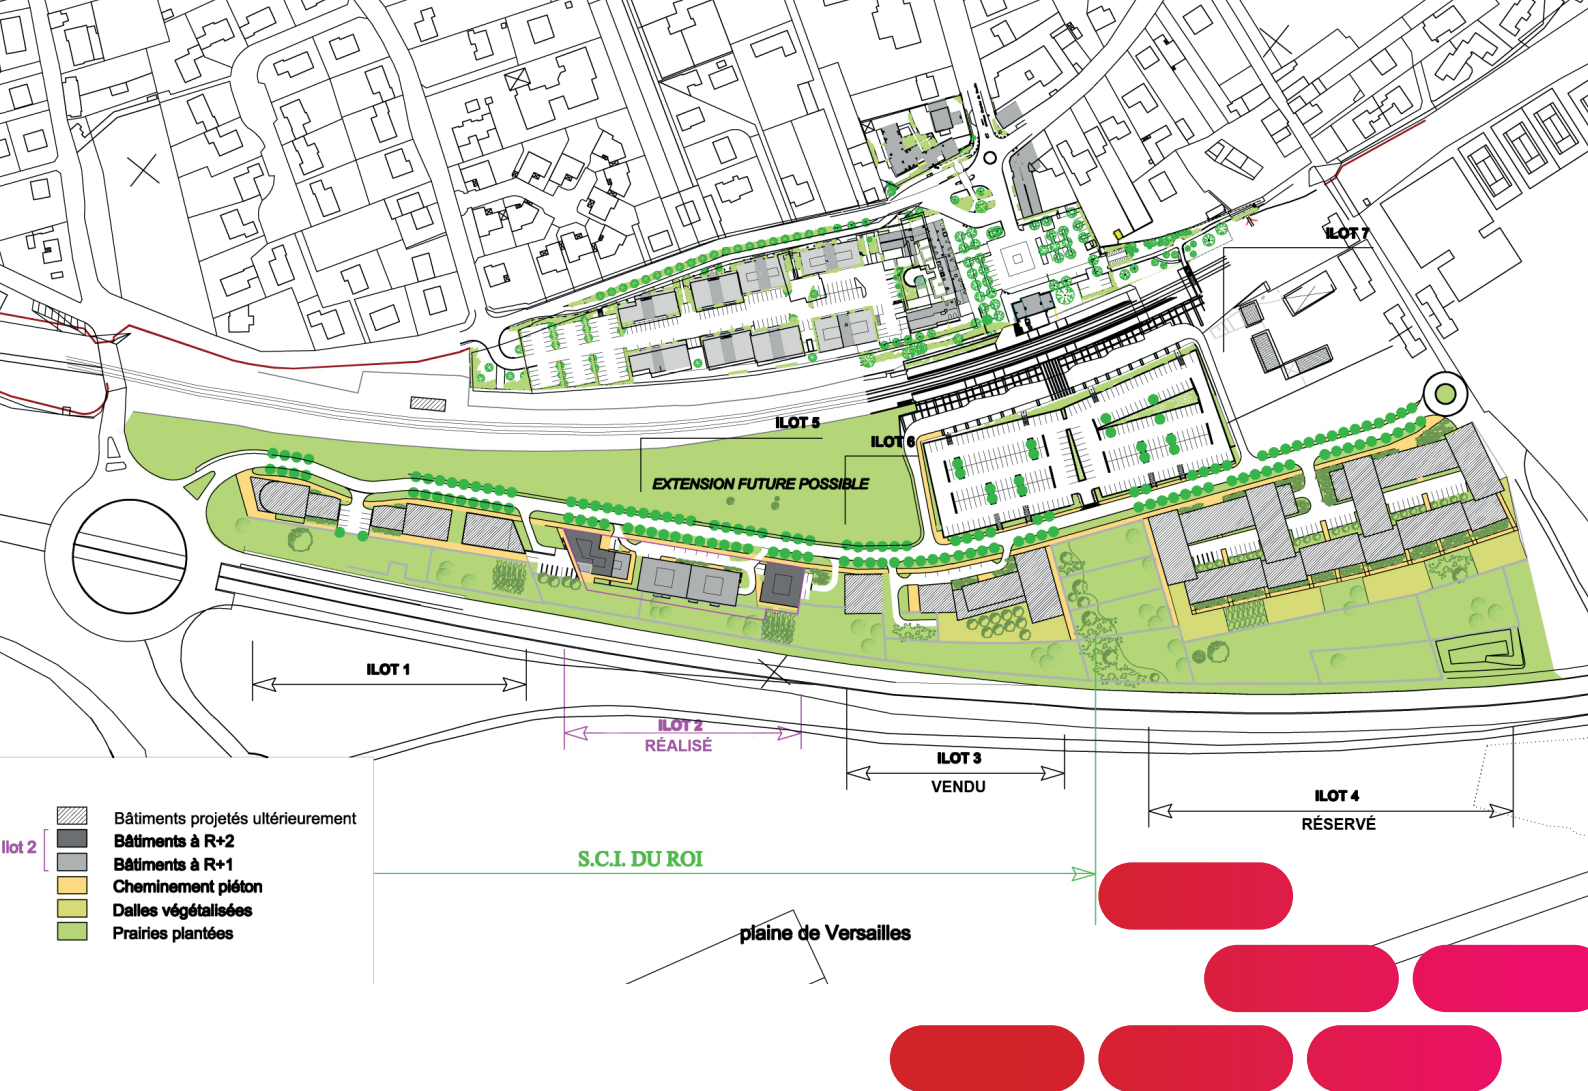 ILOT 7
ILOT 5
ILOT 6
EXTENSION FUTURE POSSIBLE
ILOT 1
ILOT 2
RÉALISÉ
ILOT 3
VENDU
ILOT 4
RÉSERVÉ
Bâtiments projetés ultérieurement
Ilot 2
Bâtiments à R+2
Bâtiments à R+1
Cheminement piéton
Dalles végétalisées
Prairies plantées
S.C.I. DU ROI
plaine de Versailles